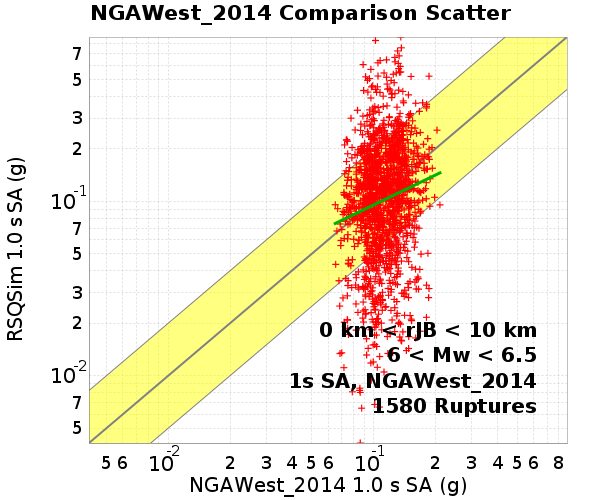 NGAWest_2014 Comparison Scatter
RSQSim 1.0 s SA (g)
7
5
3
2
10-1
7
5
3
2
10-2
7
5
0 km < rJB < 10 km
6 < Mw < 6.5
1s SA, NGAWest_2014
1580 Ruptures
5 6 10-2 2 3 4 5 6 8 10-1 2 3 4 5 6 8
NGAWest_2014 1.0 s SA (g)